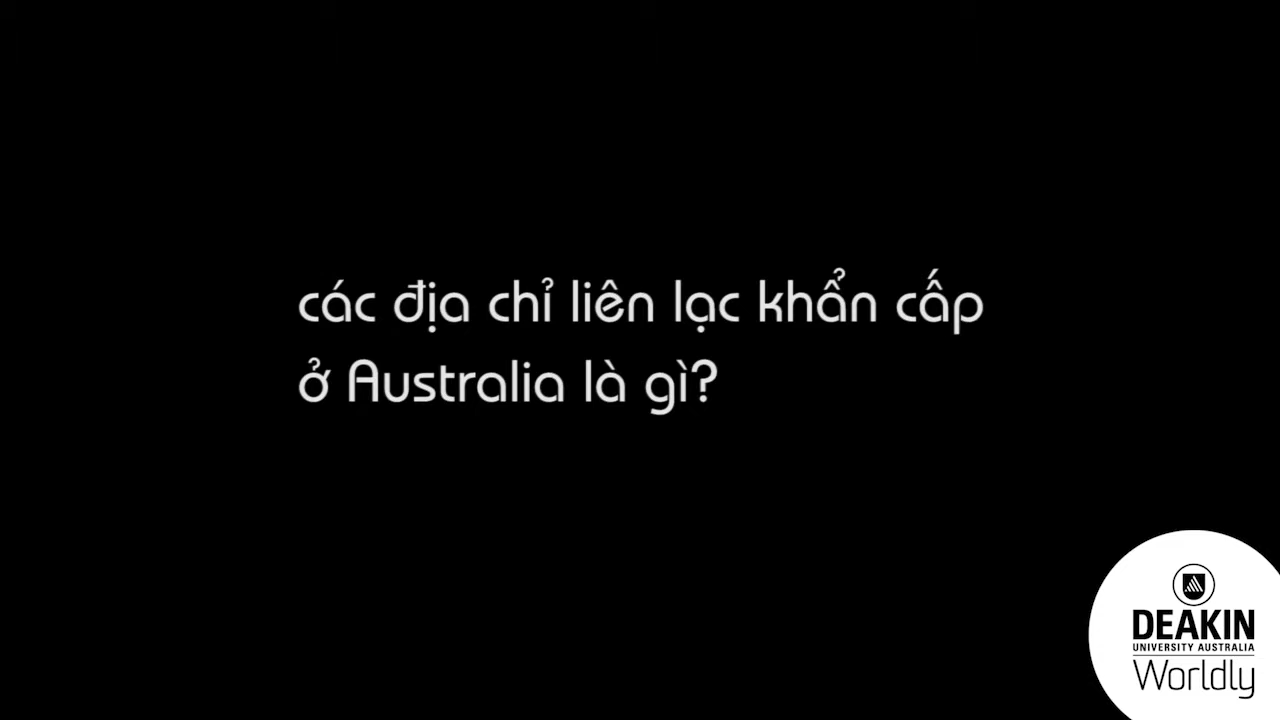 các địa chỉ liên lạc khẩn cấp
ở Australia là gì?
DEAKIN
UNIVERSITY AUSTRALIA
Worldly